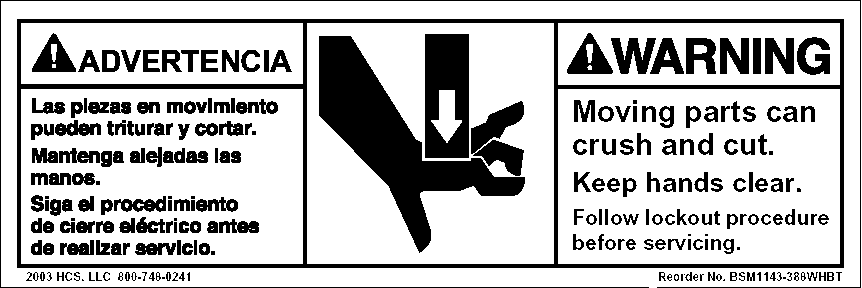 ADVERTENCIA
Las piezas en movimiento
pueden triturar y cortar.
Mantenga alejadas las
manos.
Siga el procedimiento
de cierre eléctrico antes
de realizar servicio.
WARNING
Moving parts can
crush and cut.
Keep hands clear.
Follow lockout procedure
before servicing.
2003 HCS, LLC 800-748-0241
Reorder No. BSM1143-388WHBT